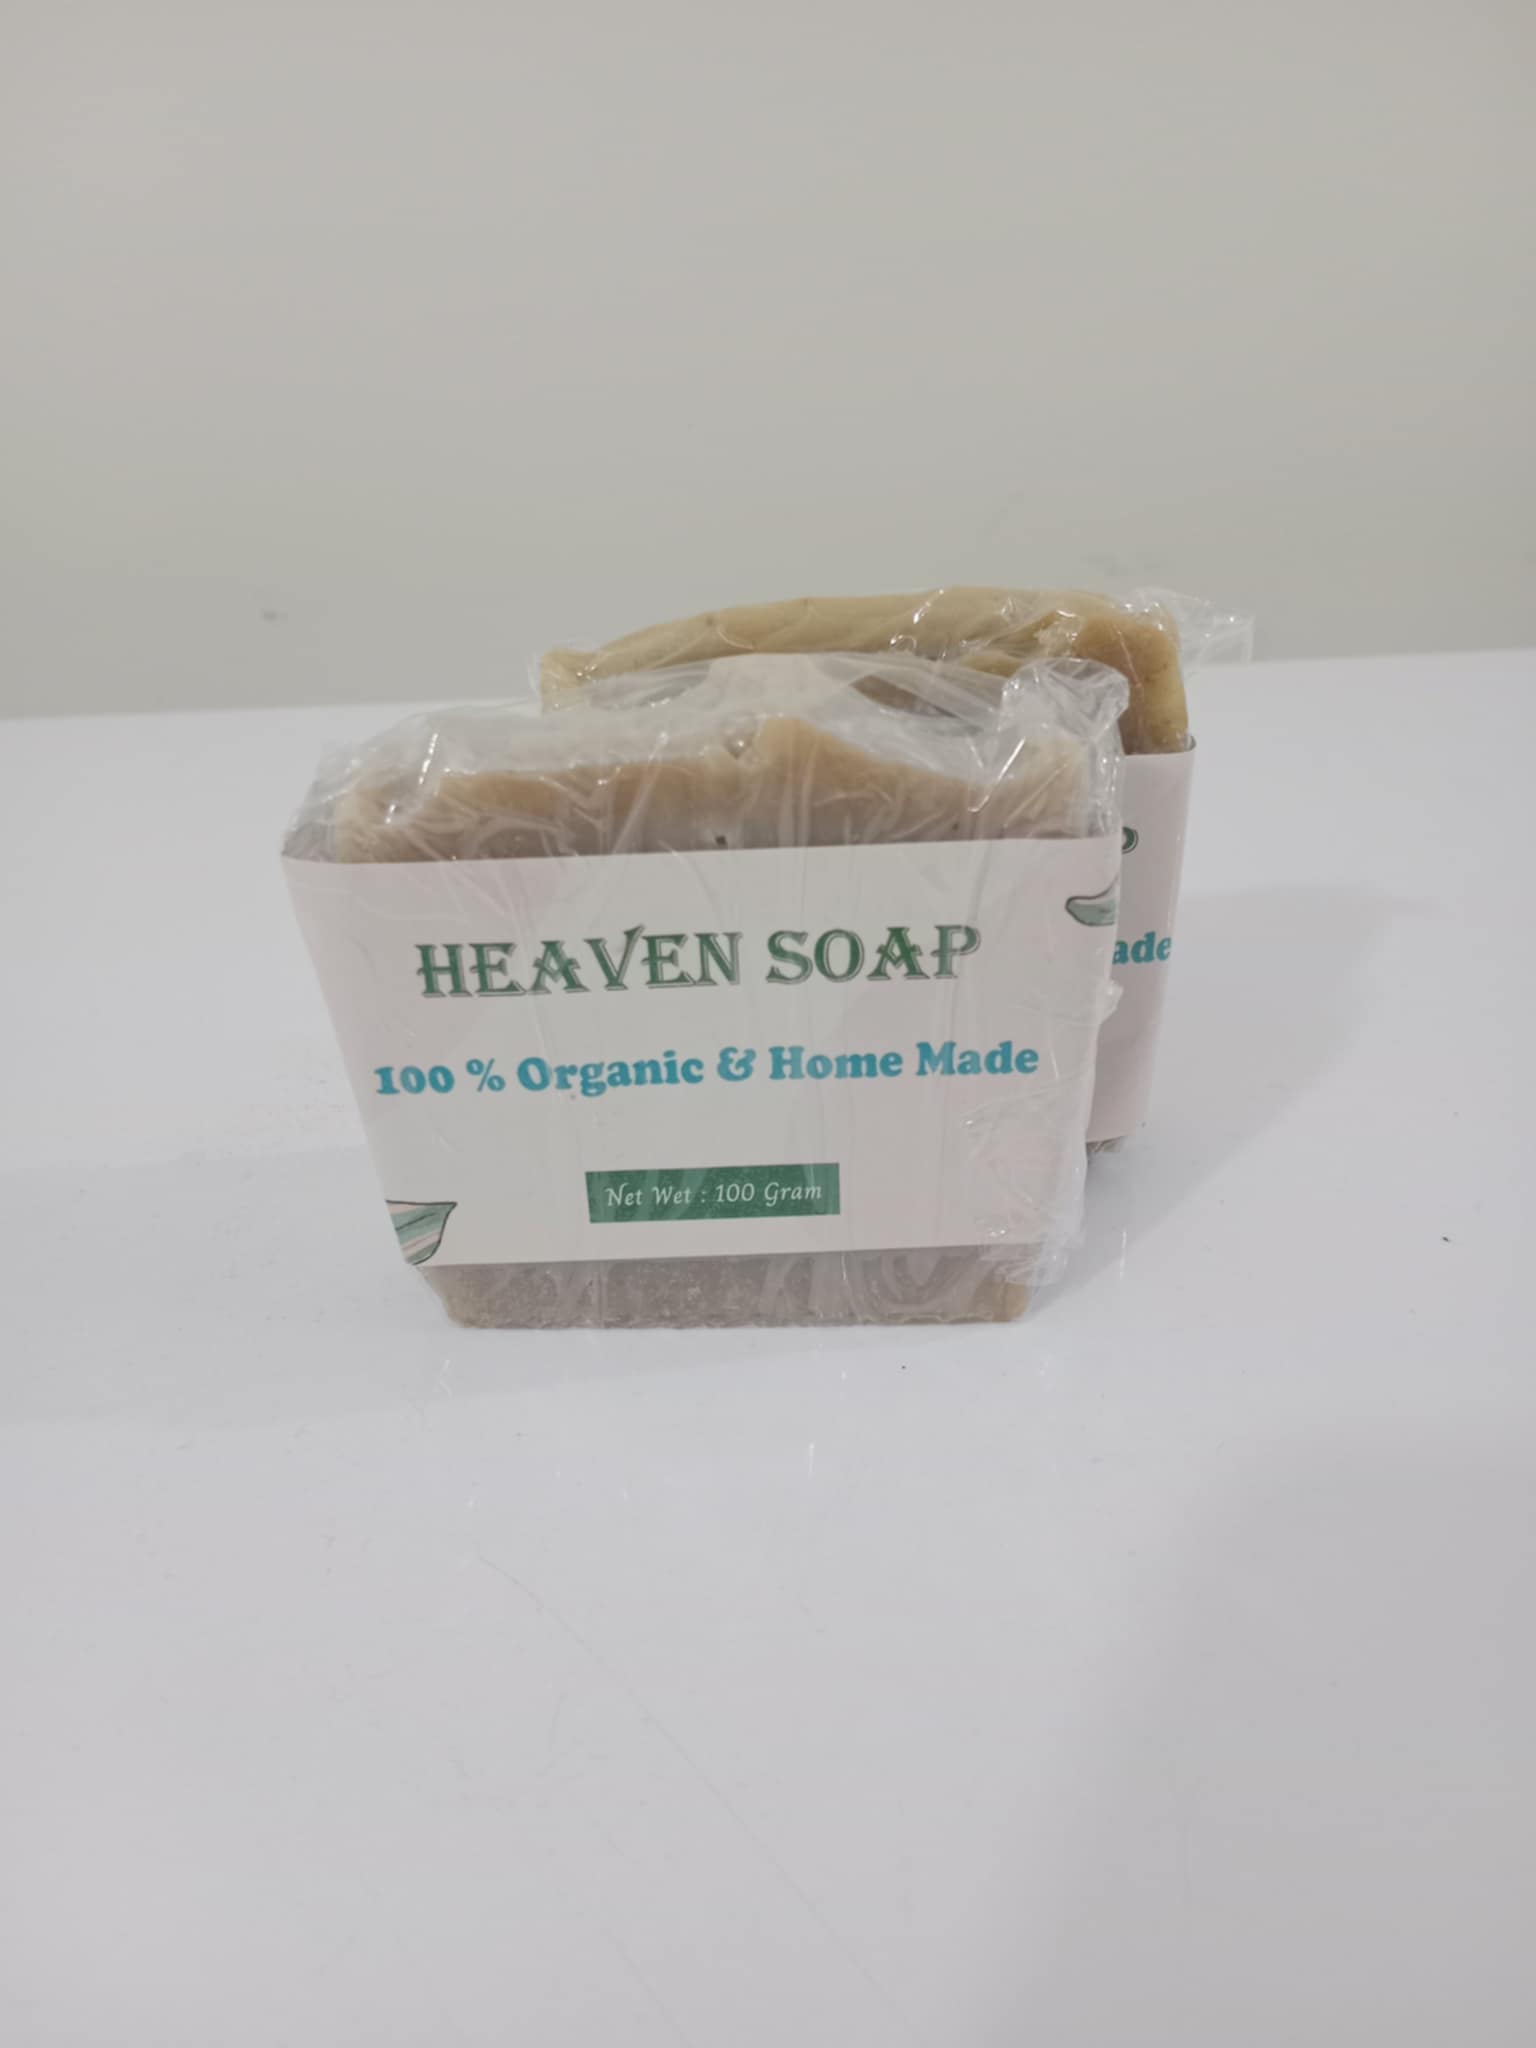 HEAVEN SOAP
100 % Organic & Home Made
Net Wet : 100 Gram
P
ade